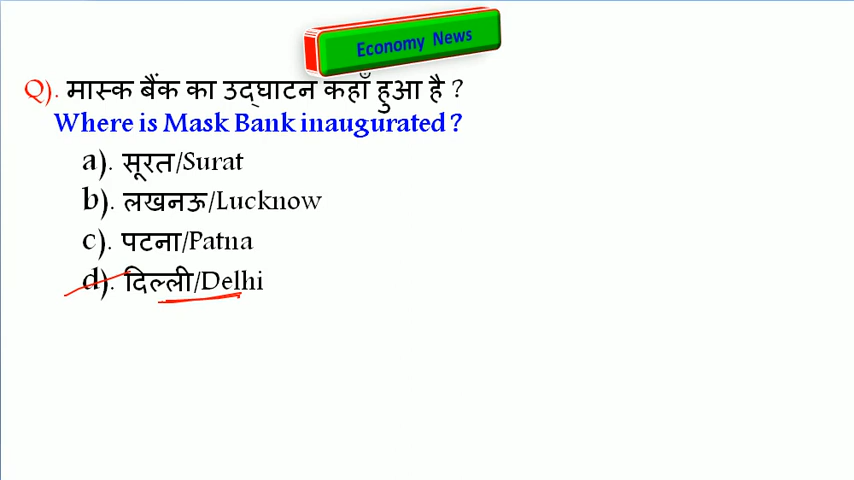 Economy News
Q). मास्क बैंक का उद्घाटन कहाँ हुआ है ?
Where is Mask Bank inaugurated ?
a). सूरत/Surat
b). लखनऊ/Lucknow
c). पटना/Patna
d). दिल्ली/Delhi